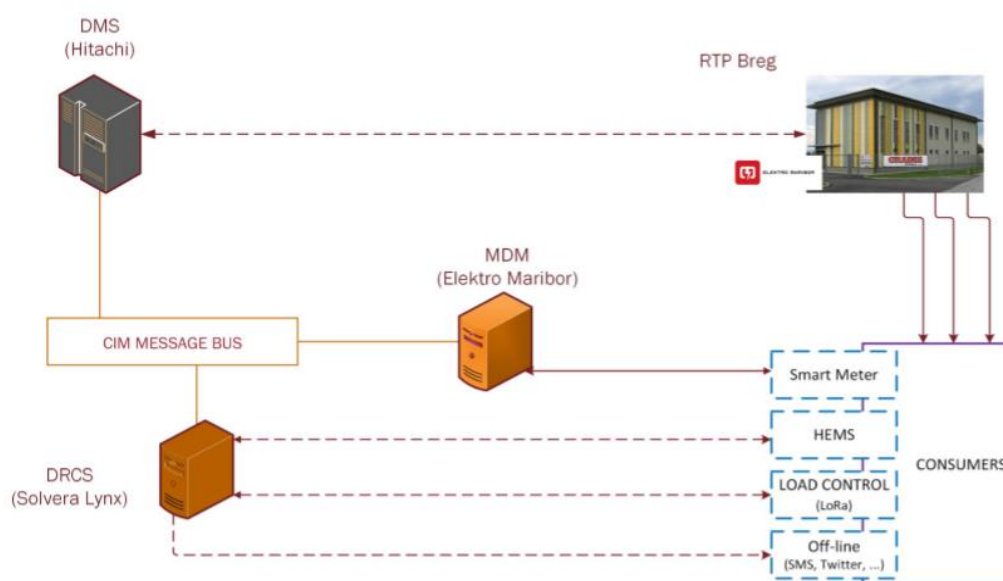 DMS
(Hitachi)
RTP Breg
ELEKTRO MARIBOR
MDM
(Elektro Maribor)
CIM MESSAGE BUS
Smart Meter
HEMS
CONSUMERS
DRCS
(Solvera Lynx)
LOAD CONTROL
(LoRa)
Off-line
(SMS, Twitter, ...)